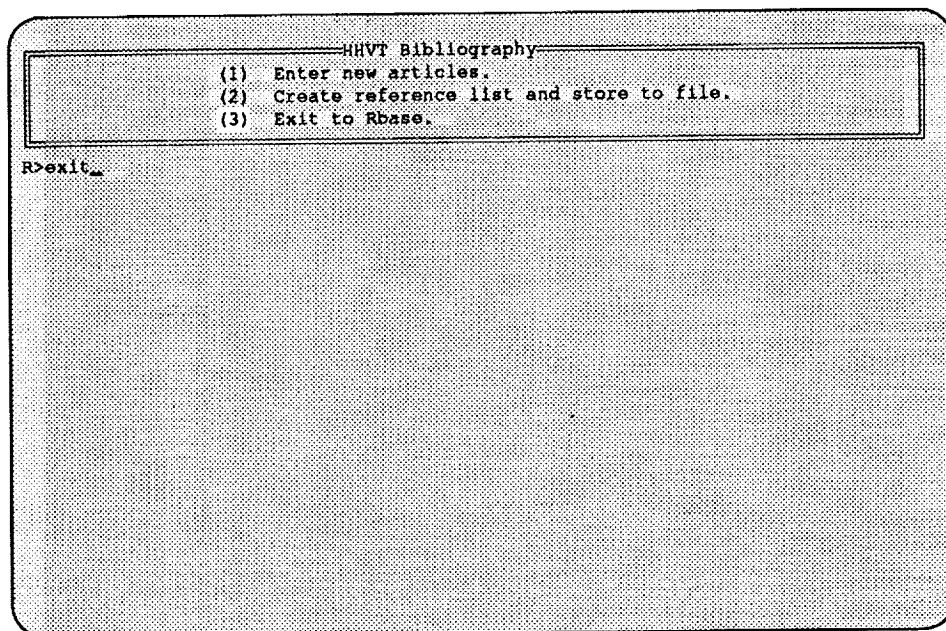 HHVT Bibliography
(1) Enter new articles.
(2) Create reference list and store to file.
(3) Exit to Rbase.
R>exit_